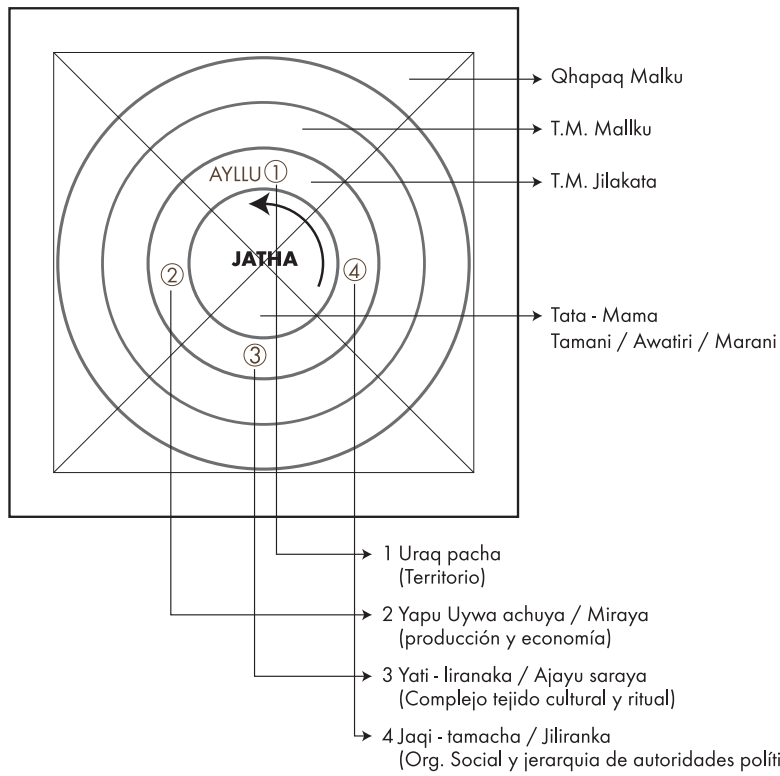 Qhapaq Malku
T.M. Mallku
T.M. Jilakata
AYLLU 1
JATHA
2
4
3
Tata - Mama
Tamani / Awatiri / Marani
1 Uraq pacha
(Territorio)
2 Yapu Uywa achuya / Miraya
(producción y economía)
3 Yati - liranaka / Ajayu saraya
(Complejo tejido cultural y ritual)
4 Jaqi - tamacha / Jiliranka
(Org. Social y jerarquia de autoridades políti